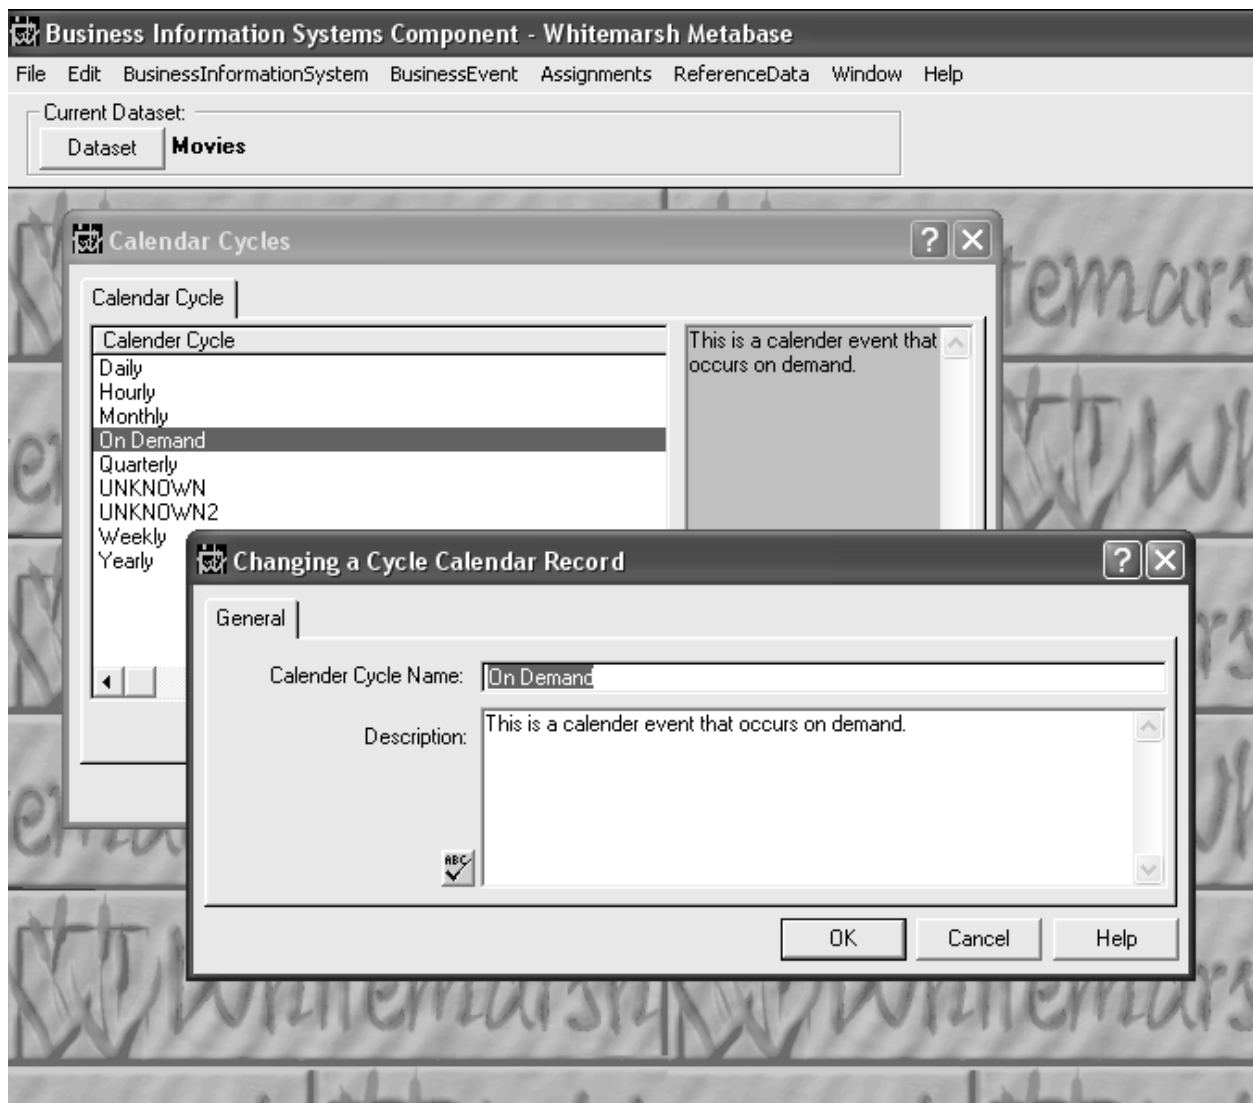 Business Information Systems Component - Whitemarsh Metabase
File Edit BusinessInformationSystem BusinessEvent Assignments ReferenceData Window Help
Current Dataset:
Dataset Movies
Calendar Cycles
Calendar Cycle
Calender Cycle
Daily
Hourly
Monthly
On Demand
Quarterly
UNKNOWN
UNKNOWN2
Weekly
Yearly
This is a calender event that
occurs on demand.
Changing a Cycle Calendar Record
General
Calender Cycle Name: On Demand
Description: This is a calender event that occurs on demand.
ABC
OK Cancel Help
Whitemarsh